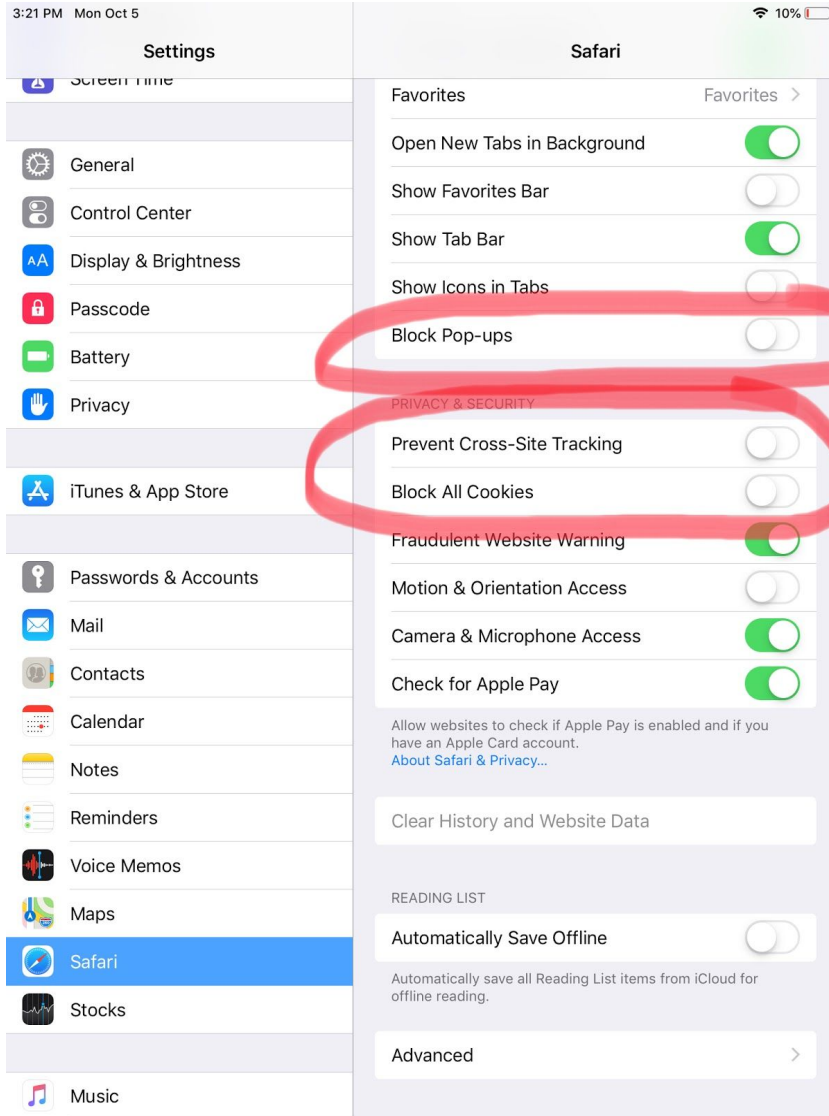 3:21 PM Mon Oct 5
10%
Settings
Screen Time
General
Control Center
Display & Brightness
AA
Passcode
Battery
Privacy
iTunes & App Store
Passwords & Accounts
Mail
Contacts
Calendar
Notes
Reminders
Voice Memos
Maps
Safari
Stocks
Music
Safari
Favorites Favorites >
Open New Tabs in Background
Show Favorites Bar
Show Tab Bar
Show Icons in Tabs
Block Pop-ups
PRIVACY & SECURITY
Prevent Cross-Site Tracking
Block All Cookies
Fraudulent Website Warning
Motion & Orientation Access
Camera & Microphone Access
Check for Apple Pay
Allow websites to check if Apple Pay is enabled and if you
have an Apple Card account.
About Safari & Privacy...
Clear History and Website Data
READING LIST
Automatically Save Offline
Automatically save all Reading List items from iCloud for
offline reading.
Advanced >